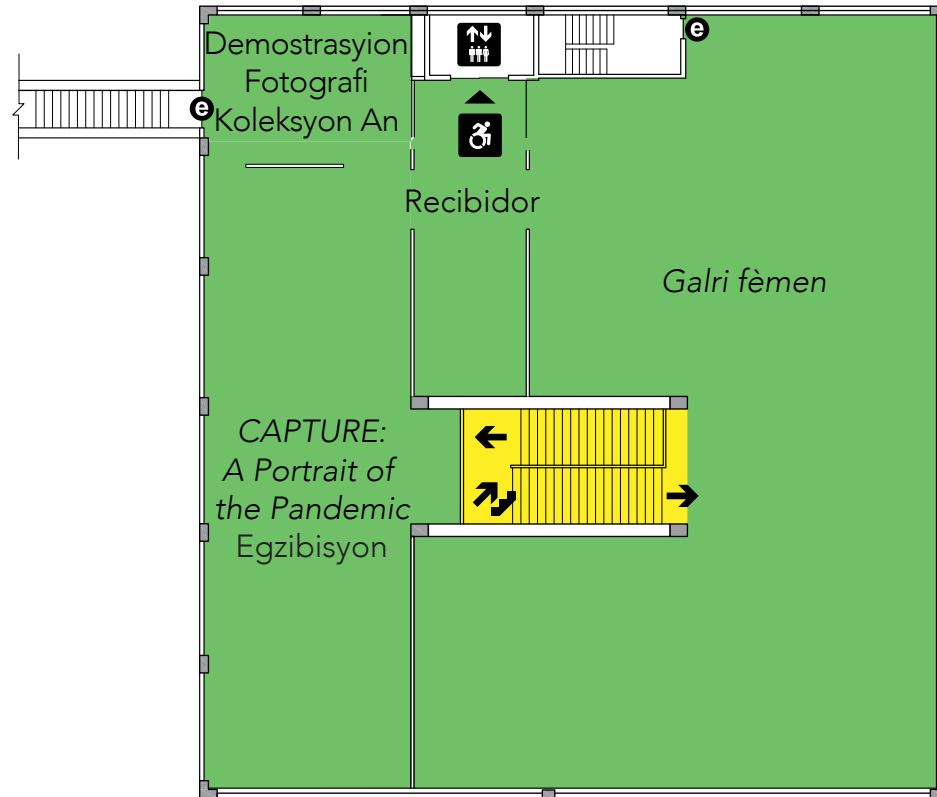 Demostrasyion
Fotografi
Koleksyon An
e
e
Recibidor
Galri fèmen
CAPTURE:
A Portrait of
the Pandemic
Egzibisyon